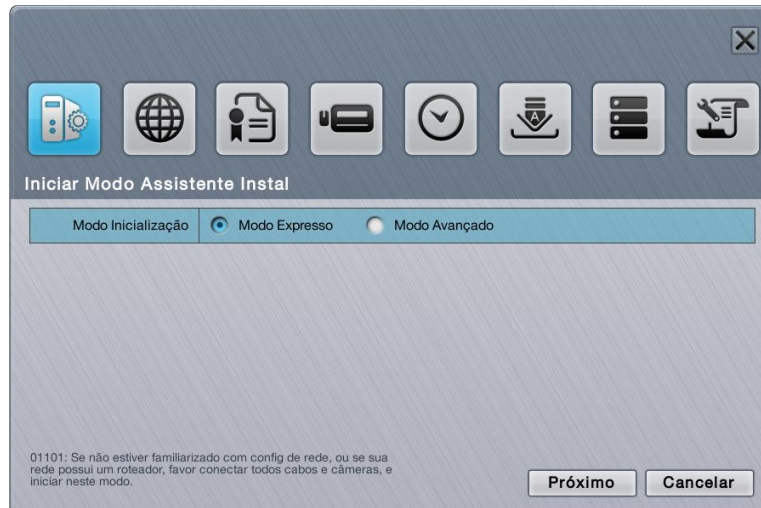 Iniciar Modo Assistente Instal
Modo Inicialização Modo Expresso Modo Avançado
01101: Se não estiver familiarizado com config de rede, ou se sua
rede possui um roteador, favor conectar todos cabos e câmeras, e
iniciar neste modo.
Próximo Cancelar